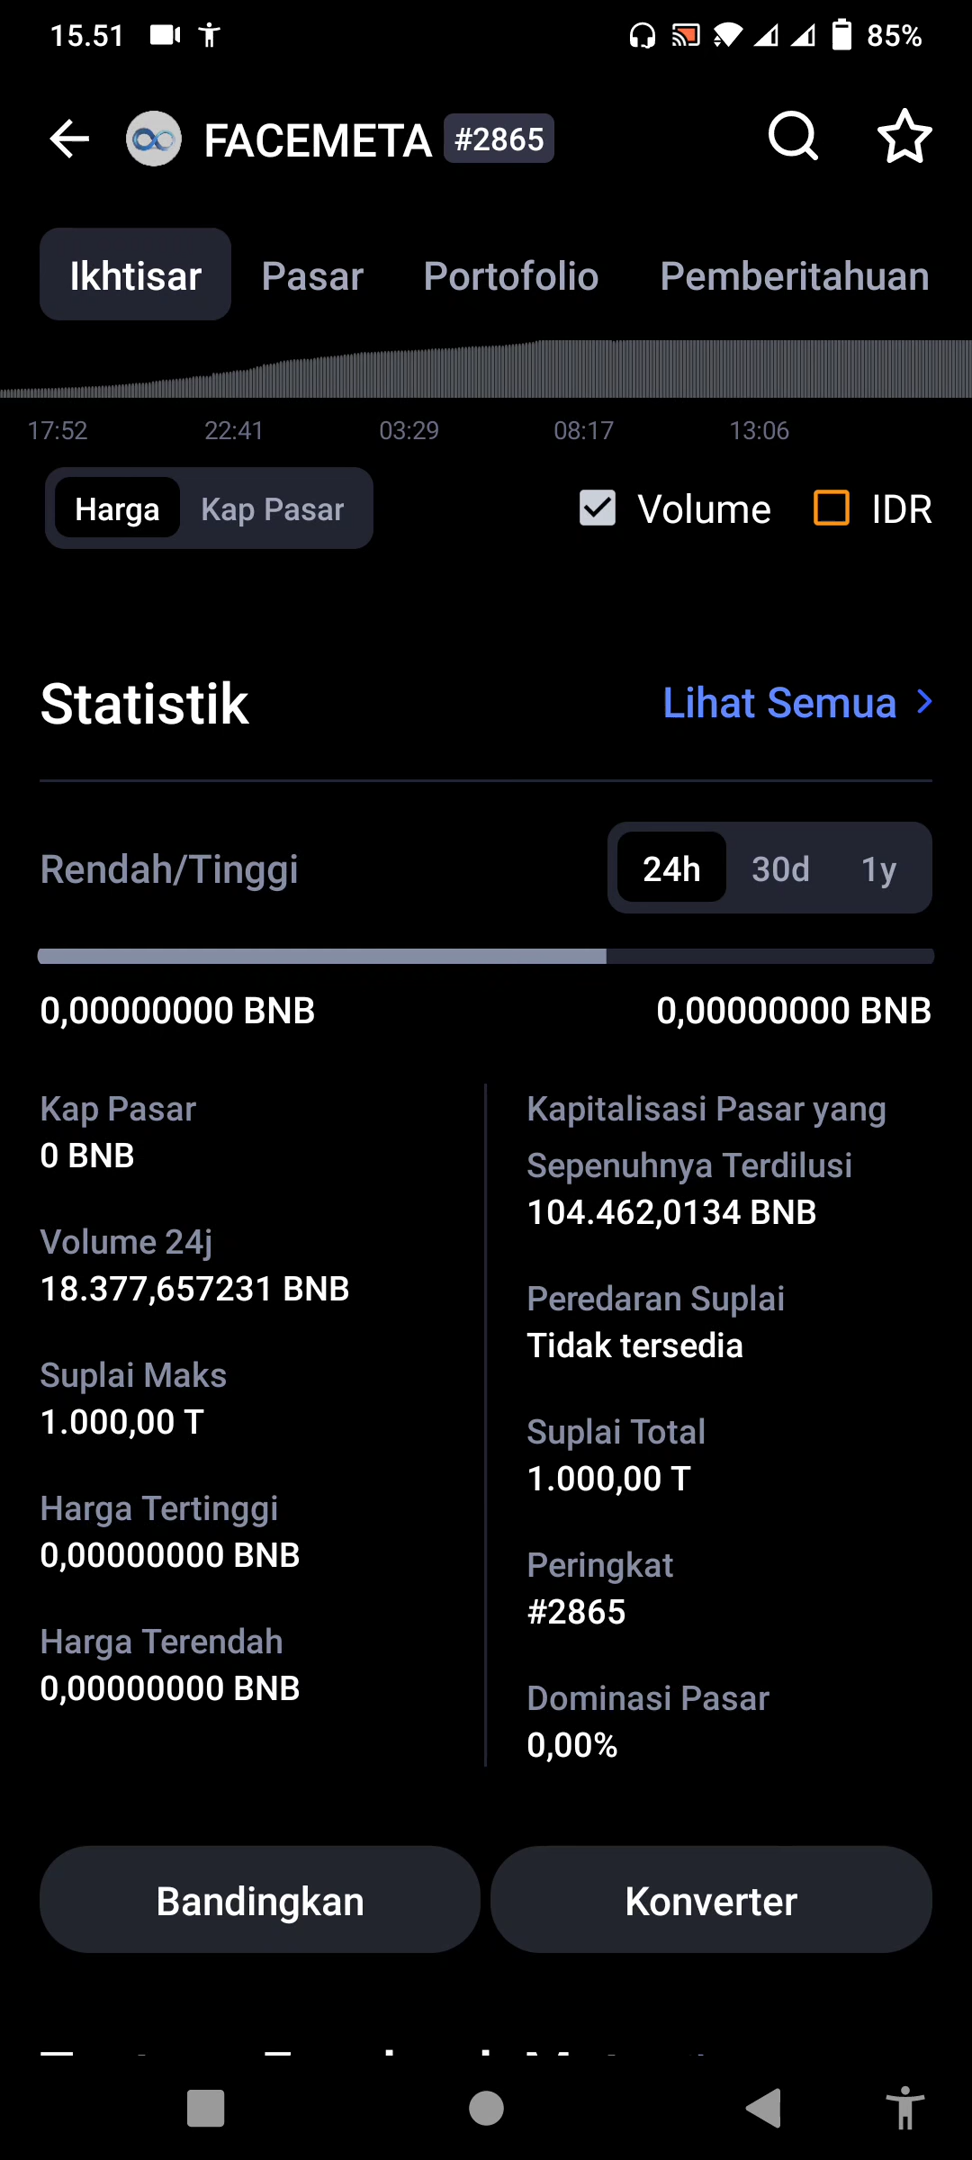 15.51 85%
FACEMETA #2865
Ikhtisar Pasar Portofolio Pemberitahuan
17:52 22:41 03:29 08:17 13:06
Harga Kap Pasar Volume IDR
Statistik Lihat Semua
Rendah/Tinggi 24h 30d 1y
0,00000000 BNB 0,00000000 BNB
Kap Pasar
0 BNB
Volume 24j
18.377,657231 BNB
Suplai Maks
1.000,00 T
Harga Tertinggi
0,00000000 BNB
Harga Terendah
0,00000000 BNB
Kapitalisasi Pasar yang
Sepenuhnya Terdilusi
104.462,0134 BNB
Peredaran Suplai
Tidak tersedia
Suplai Total
1.000,00 T
Peringkat
#2865
Dominasi Pasar
0,00%
Bandingkan Konverter